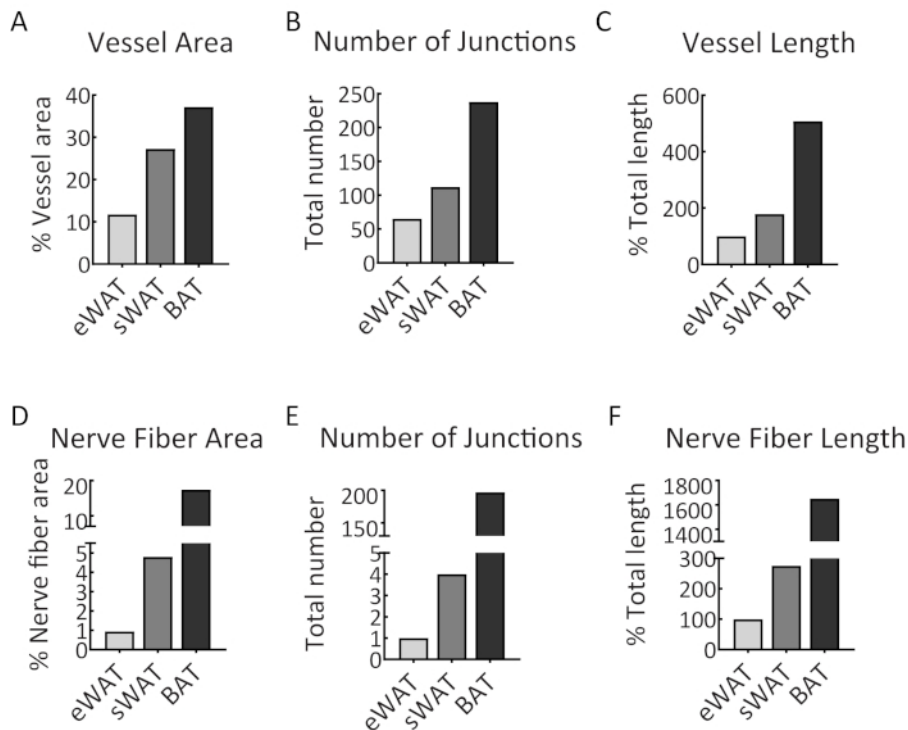 A
Vessel Area
% Vessel area
40
30
20
10
0
eWAT
sWAT
BAT
B
Number of Junctions
Total number
250
200
150
100
50
0
eWAT
sWAT
BAT
C
Vessel Length
% Total length
600
400
200
0
eWAT
sWAT
BAT
D
Nerve Fiber Area
% Nerve fiber area
20
10
5
4
3
2
1
0
eWAT
sWAT
BAT
E
Number of Junctions
Total number
200
150
5
4
3
2
1
0
eWAT
sWAT
BAT
F
Nerve Fiber Length
% Total length
1800
1600
1400
300
200
100
0
eWAT
sWAT
BAT